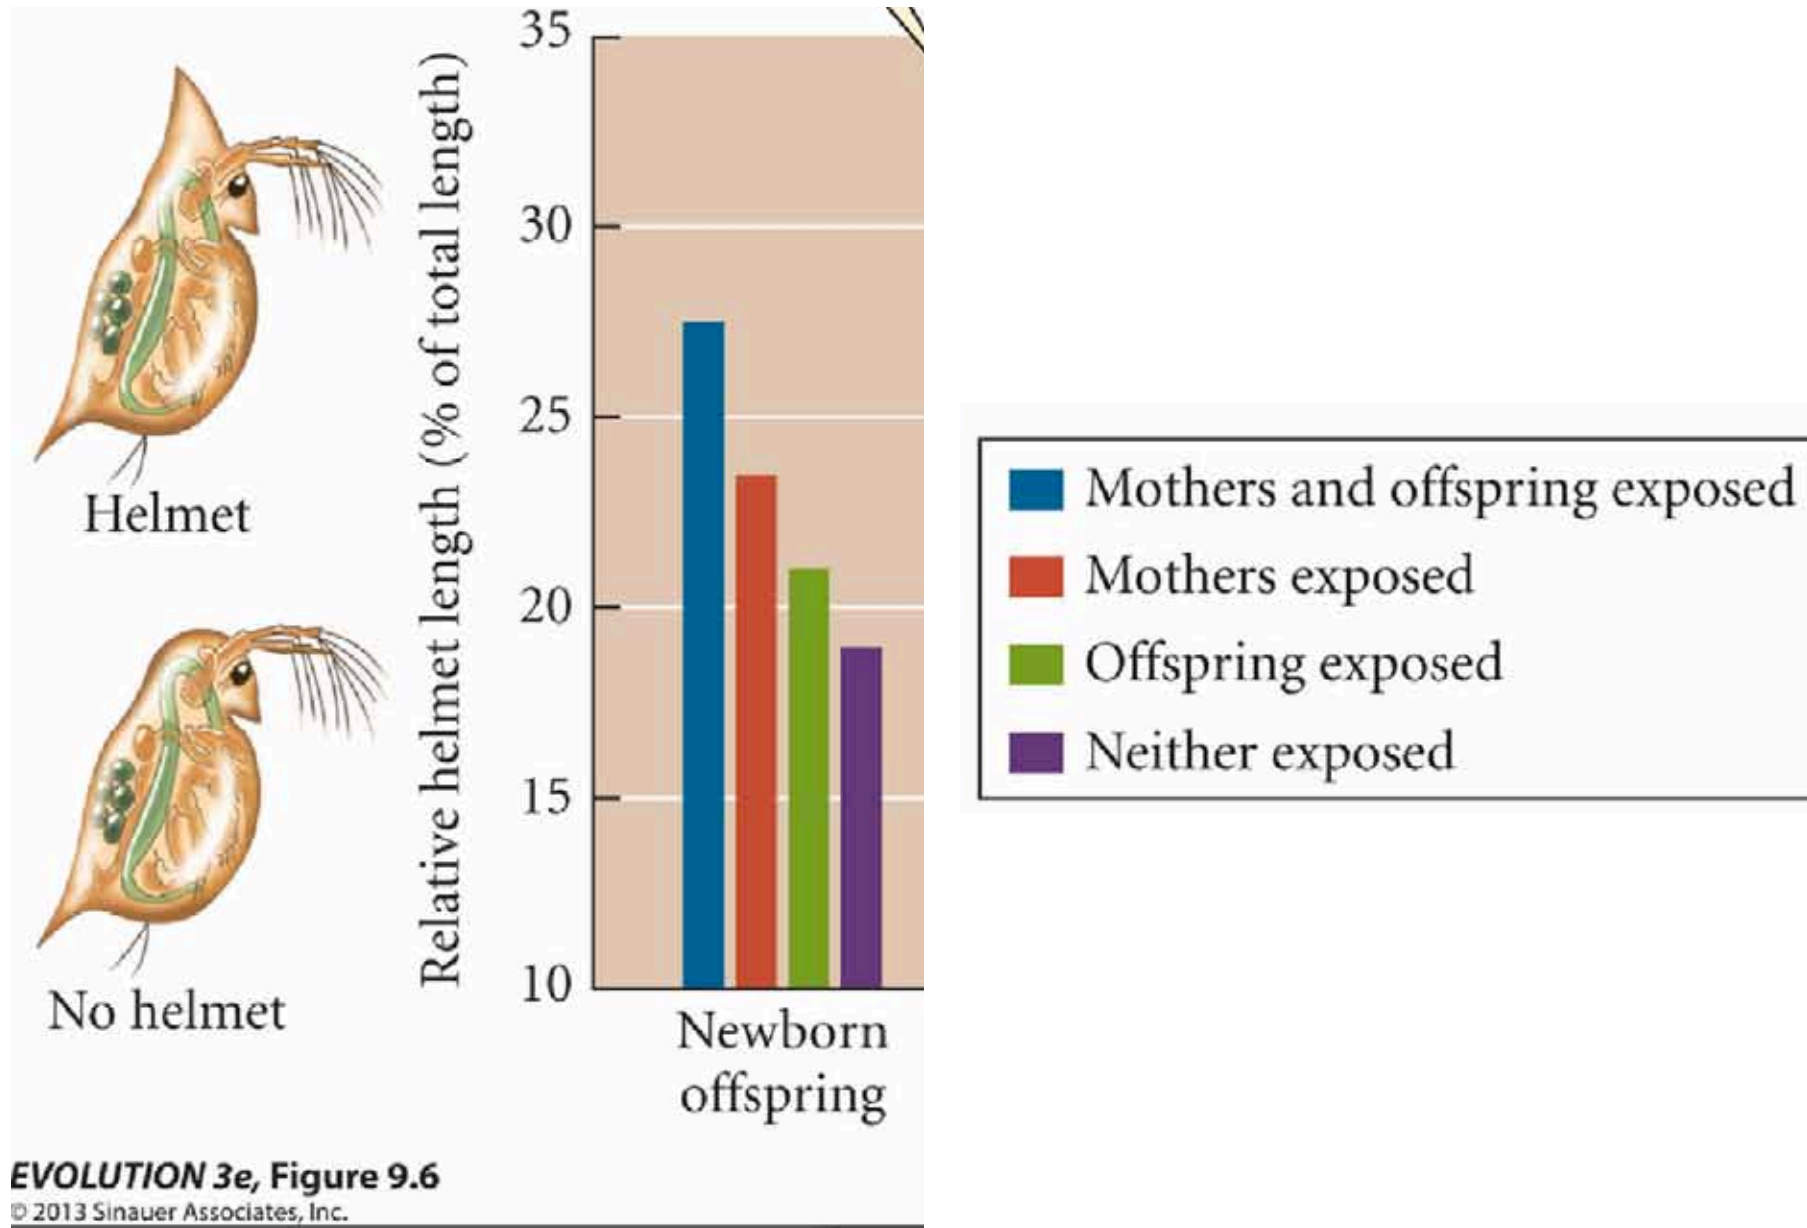 Helmet
No helmet
Relative helmet length (% of total length)
35
30
25
20
15
10
Newborn
offspring
Mothers and offspring exposed
Mothers exposed
Offspring exposed
Neither exposed
EVOLUTION 3e, Figure 9.6
© 2013 Sinauer Associates, Inc.